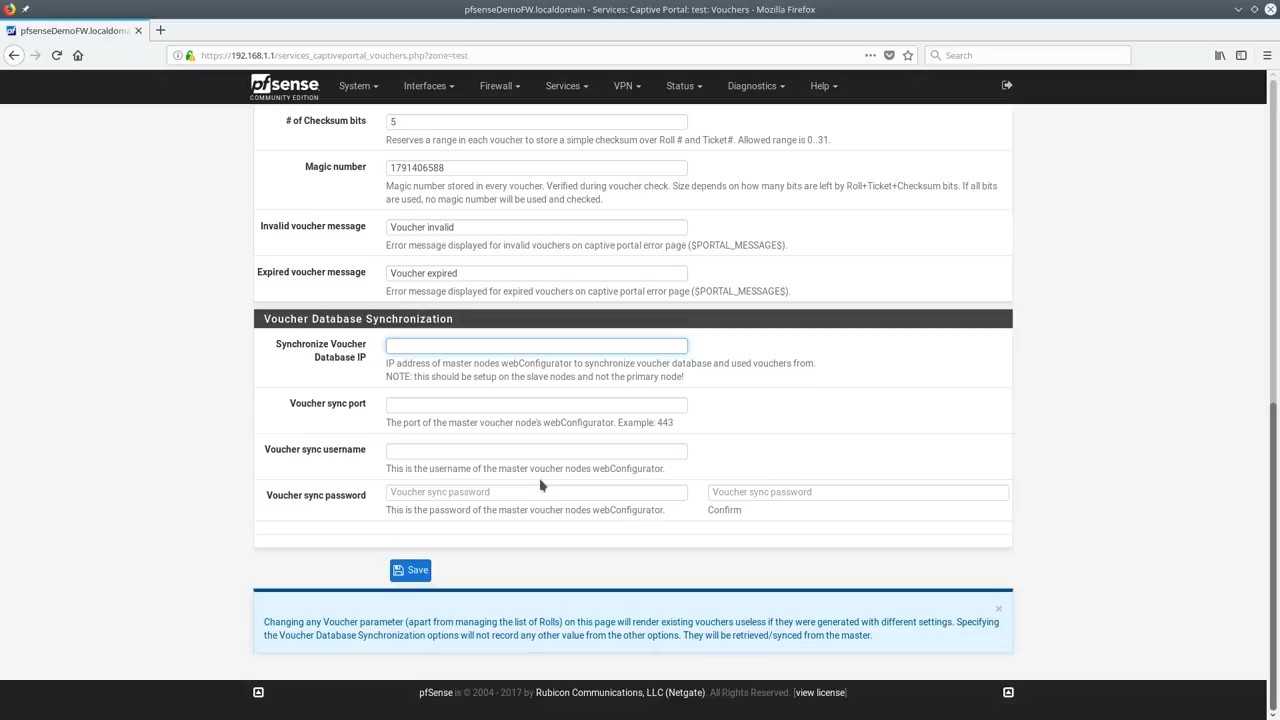 pfsenseDemoFW.localdomain - Services: Captive Portal: test: Vouchers - Mozilla Firefox
pfsenseDemoFW.localdoma
https://192.168.1.1/services_captiveportal_vouchers.php?zone=test
Search
pfsense
COMMUNITY EDITION
System
Interfaces
Firewall
Services
VPN
Status
Diagnostics
Help
# of Checksum bits
5
Reserves a range in each voucher to store a simple checksum over Roll # and Ticket#. Allowed range is 0..31.
Magic number
1791406588
Magic number stored in every voucher. Verified during voucher check. Size depends on how many bits are left by Roll+Ticket+Checksum bits. If all bits
are used, no magic number will be used and checked.
Invalid voucher message
Voucher invalid
Error message displayed for invalid vouchers on captive portal error page ($PORTAL_MESSAGE$).
Expired voucher message
Voucher expired
Error message displayed for expired vouchers on captive portal error page ($PORTAL_MESSAGE$).
Voucher Database Synchronization
Synchronize Voucher
Database IP
IP address of master nodes webConfigurator to synchronize voucher database and used vouchers from.
NOTE: this should be setup on the slave nodes and not the primary node!
Voucher sync port
The port of the master voucher node's webConfigurator. Example: 443
Voucher sync username
This is the username of the master voucher nodes webConfigurator.
Voucher sync password
Voucher sync password
Voucher sync password
This is the password of the master voucher nodes webConfigurator.
Confirm
Save
×
Changing any Voucher parameter (apart from managing the list of Rolls) on this page will render existing vouchers useless if they were generated with different settings. Specifying
the Voucher Database Synchronization options will not record any other value from the other options. They will be retrieved/synced from the master.
pfSense is © 2004 - 2017 by Rubicon Communications, LLC (Netgate). All Rights Reserved. [view license]